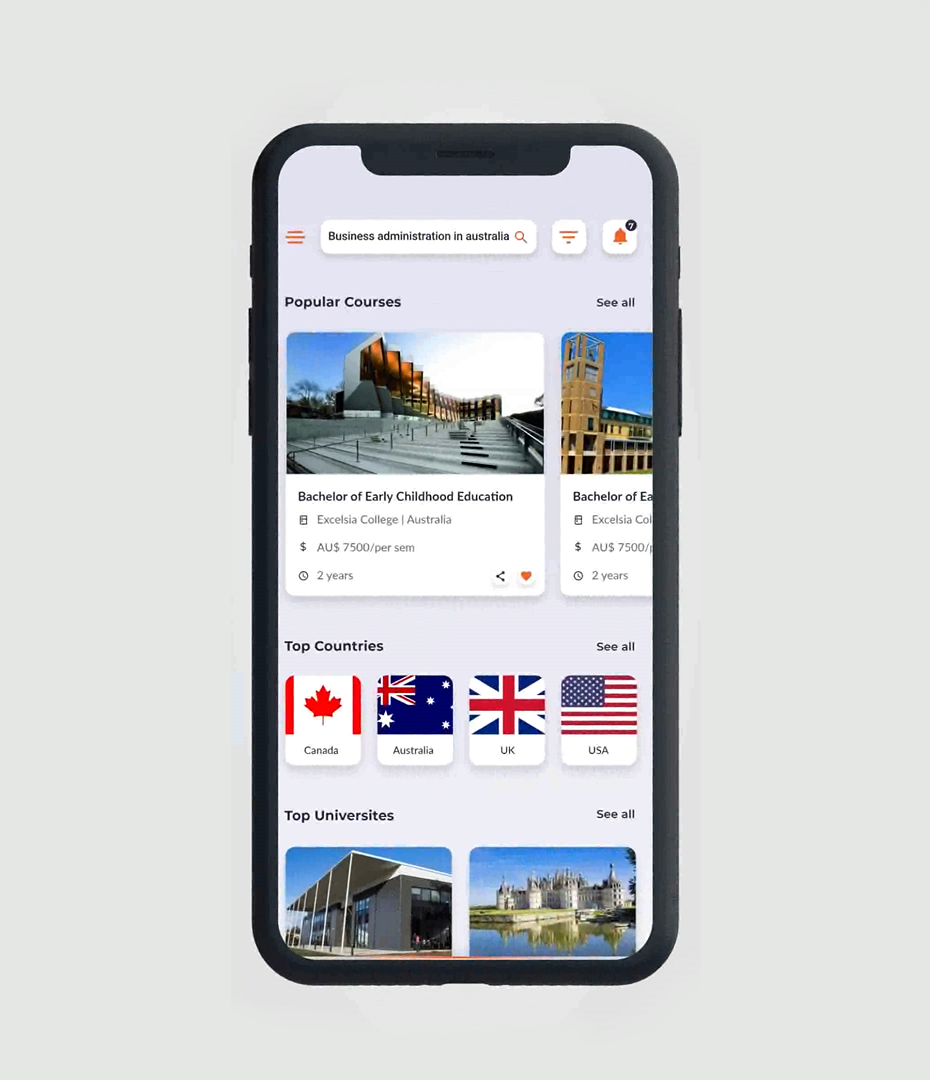 Business administration in australia
7
Popular Courses
See all
Bachelor of Early Childhood Education
Excelsia College | Australia
$ AU$ 7500/per sem
2 years
Bachelor of Ea
Excelsia Col
$ AU$ 7500/p
2 years
Top Countries
See all
Canada
Australia
UK
USA
Top Universites
See all